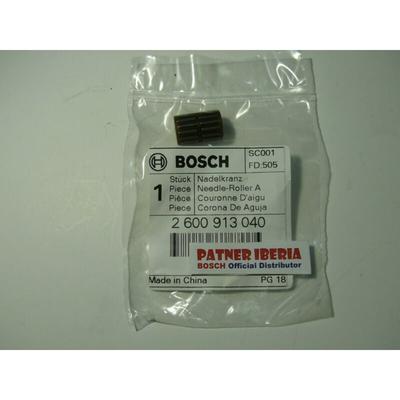 BOSCH
SC001
FD:505
1
Stück Nadelkranz
Piece Needle-Roller A
Pièce Couronne D'aigu
Pieza Corona De Aguja
2 600 913 040
PATNER IBERIA
BOSCH Official Distributor
Made in China
PG 18